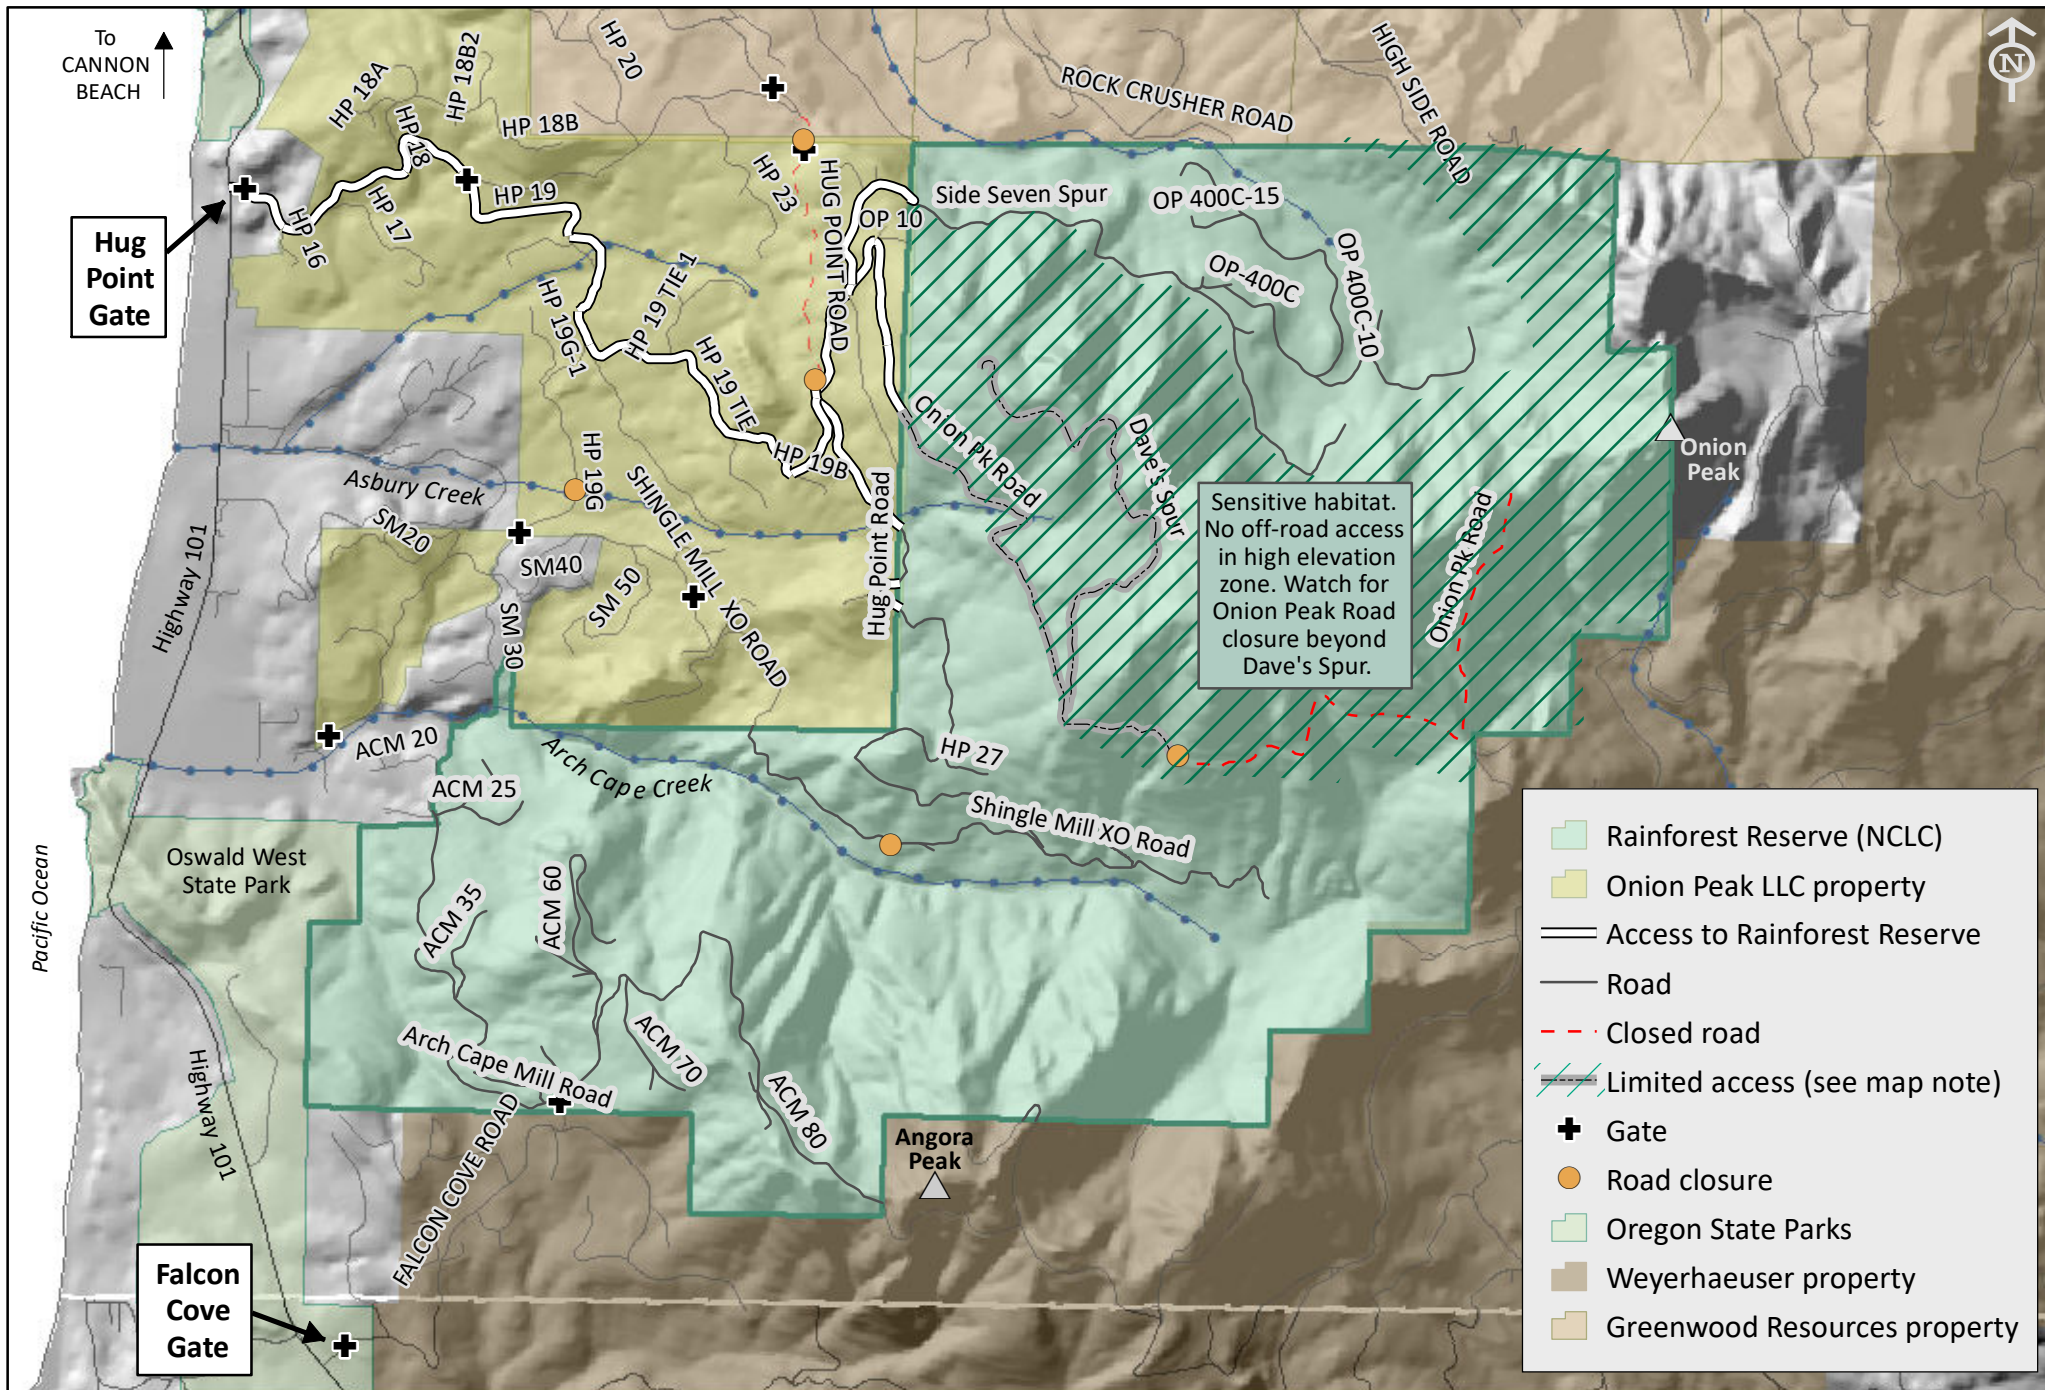 To
CANNON
BEACH
N
HP 18A
HP 18B2
HP 18
HP 18B
HP 20
ROCK CRUSHER ROAD
HIGH SIDE ROAD
Hug
Point
Gate
HP 16
HP 17
HP 19
HP 23
HUG POINT ROAD
OP 10
Side Seven Spur
OP 400C-15
OP-400C
OP 400C-10
HP 19G-1
HP 19 TIE 1
HP 19 TIE
HP 19B
HP 19G
Onion Pk Road
Dave's Spur
Onion
Peak
Asbury Creek
SM20
SM40
SM 50
SM 30
SHINGLE MILL XO ROAD
Hug Point Road
Highway 101
Sensitive habitat.
No off-road access
in high elevation
zone. Watch for
Onion Peak Road
closure beyond
Dave's Spur.
Onion Pk Road
ACM 20
Arch Cape Creek
HP 27
ACM 25
Shingle Mill XO Road
Oswald West
State Park
Pacific Ocean
ACM 35
ACM 60
ACM 70
ACM 80
Arch Cape Mill Road
Highway 101
FALCON COVE ROAD
Angora
Peak
Falcon
Cove
Gate
Rainforest Reserve (NCLC)
Onion Peak LLC property
Access to Rainforest Reserve
Road
Closed road
Limited access (see map note)
Gate
Road closure
Oregon State Parks
Weyerhaeuser property
Greenwood Resources property